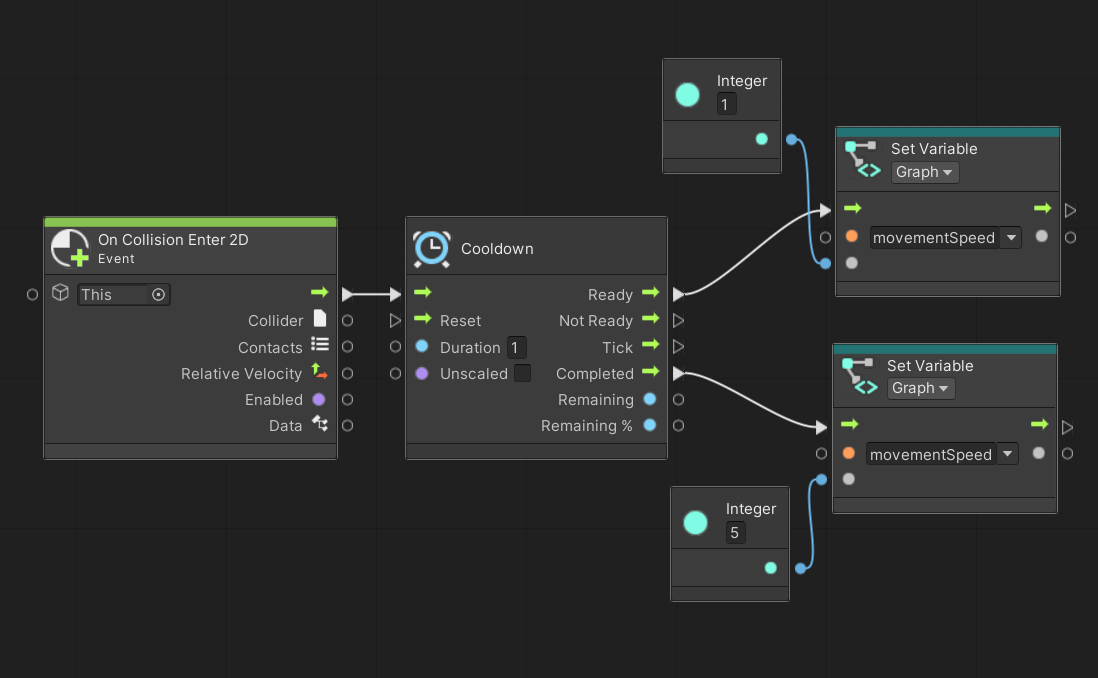 On Collision Enter 2D
Event
This
Collider
Contacts
Relative Velocity
Enabled
Data
Cooldown
Ready
Reset
Not Ready
Duration 1
Tick
Unscaled
Completed
Remaining
Remaining %
Integer
1
Set Variable
Graph
movementSpeed
Set Variable
Graph
movementSpeed
Integer
5